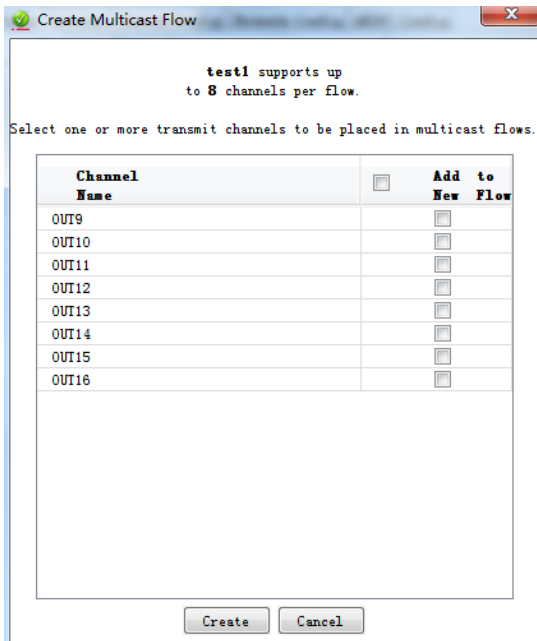 Create Multicast Flow
test1 supports up
to 8 channels per flow.
Select one or more transmit channels to be placed in multicast flows.
Channel Name Add to New Flow
OUT9
OUT10
OUT11
OUT12
OUT13
OUT14
OUT15
OUT16
Create Cancel